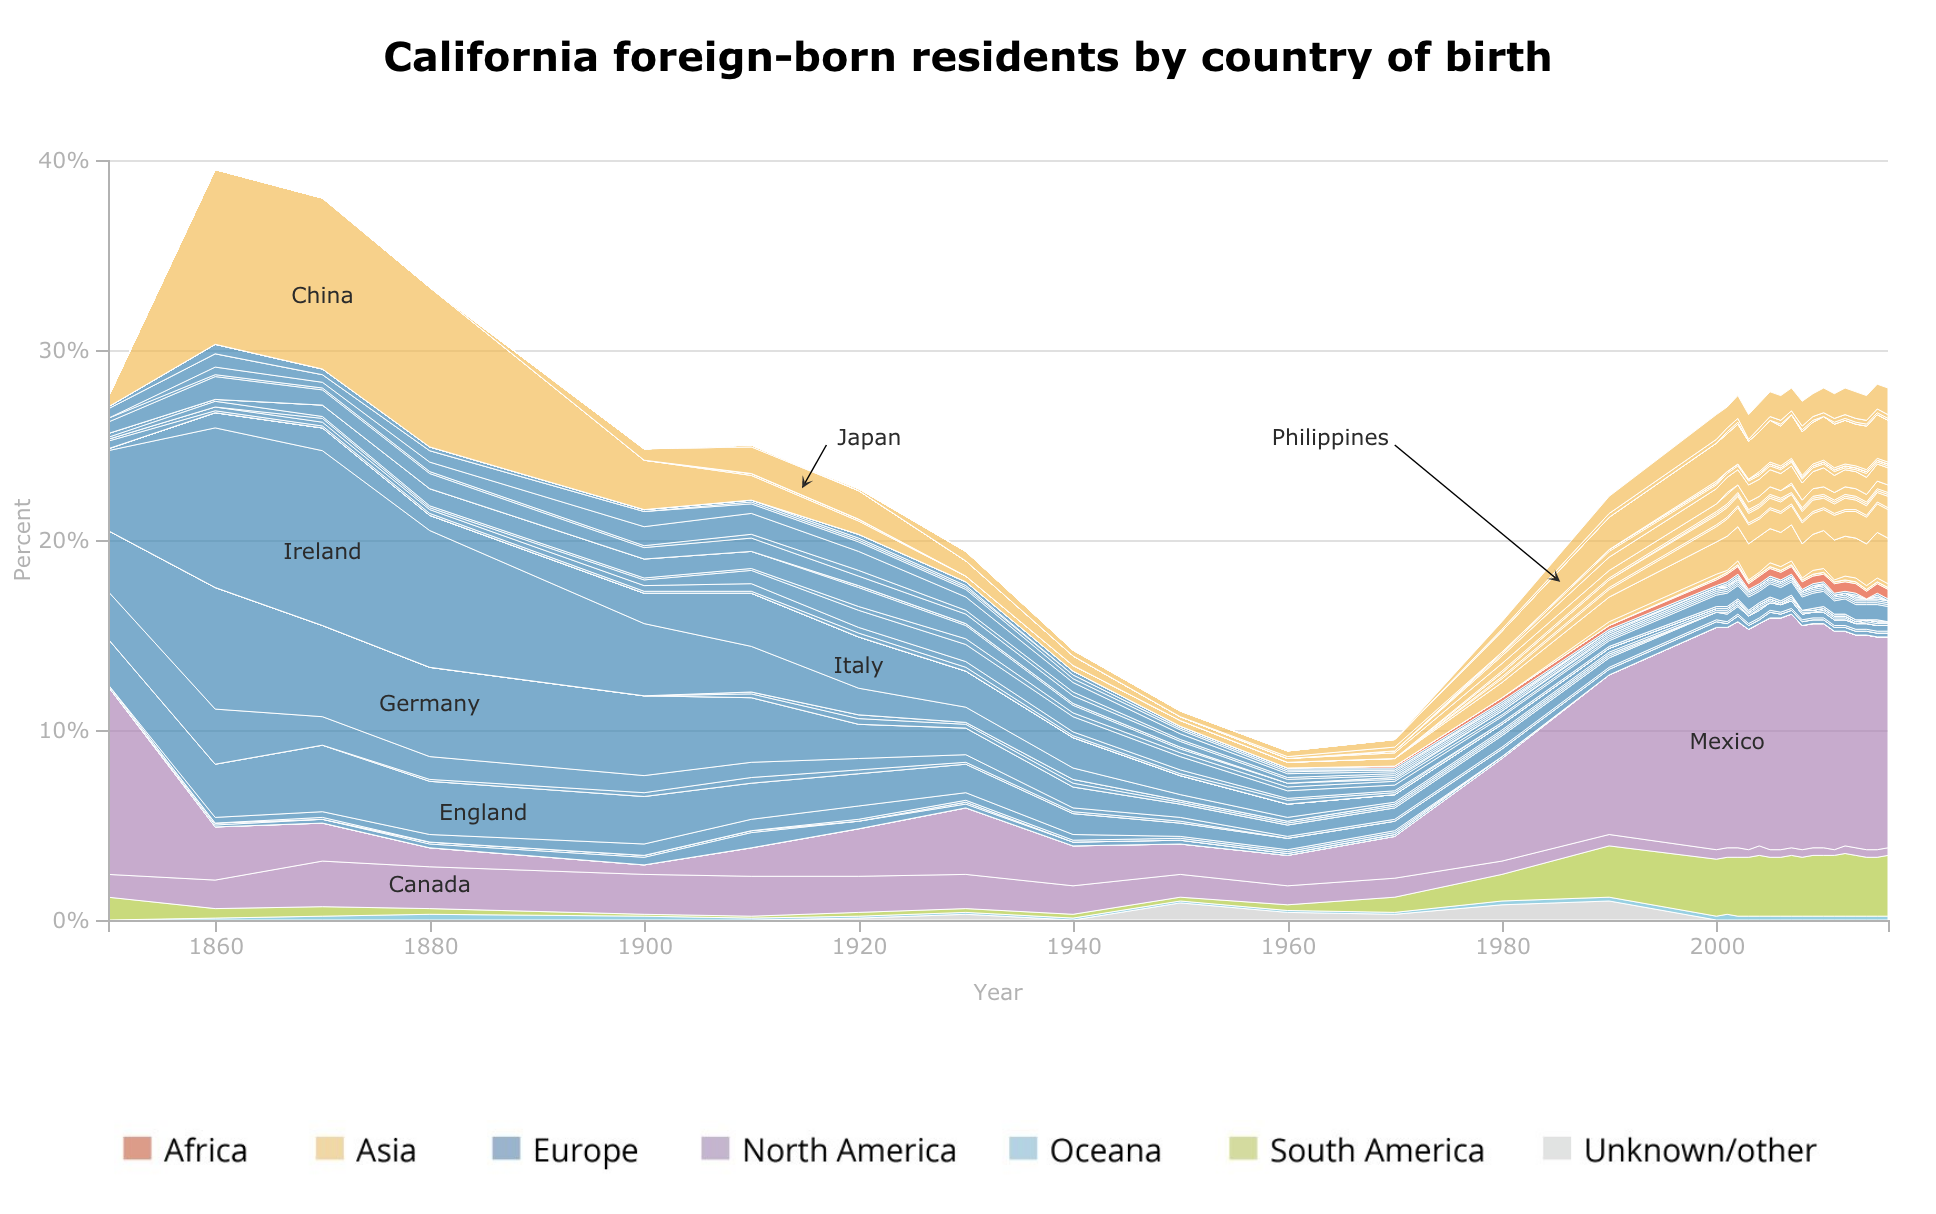 California foreign-born residents by country of birth
40%
30%
20%
10%
0%
Percent
China
Ireland
Germany
England
Canada
Japan
Italy
Philippines
Mexico
1860
1880
1900
1920
1940
1960
1980
2000
Year
Africa
Asia
Europe
North America
Oceana
South America
Unknown/other